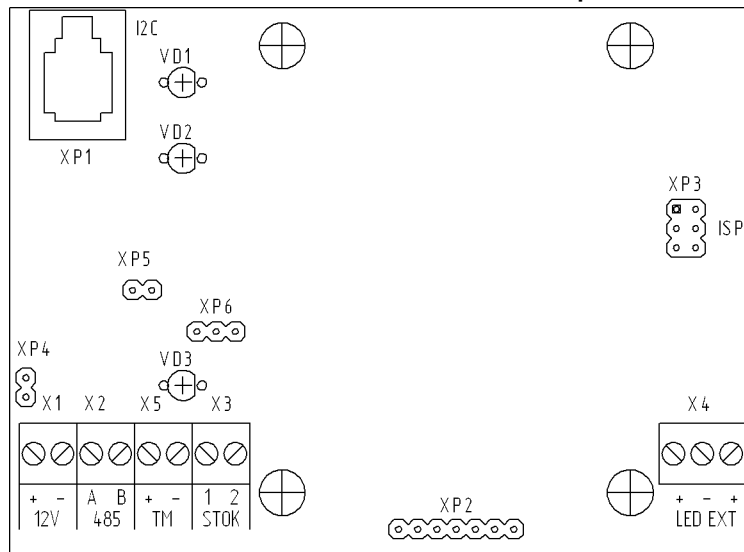 I2C
VD1
VD2
XP1
XP3
ISP
XP5
XP6
XP4
VD3
X1 X2 X5 X3 X4
+ - A B + - 1 2 + - +
12V 485 TM STOK LED EXT
XP2